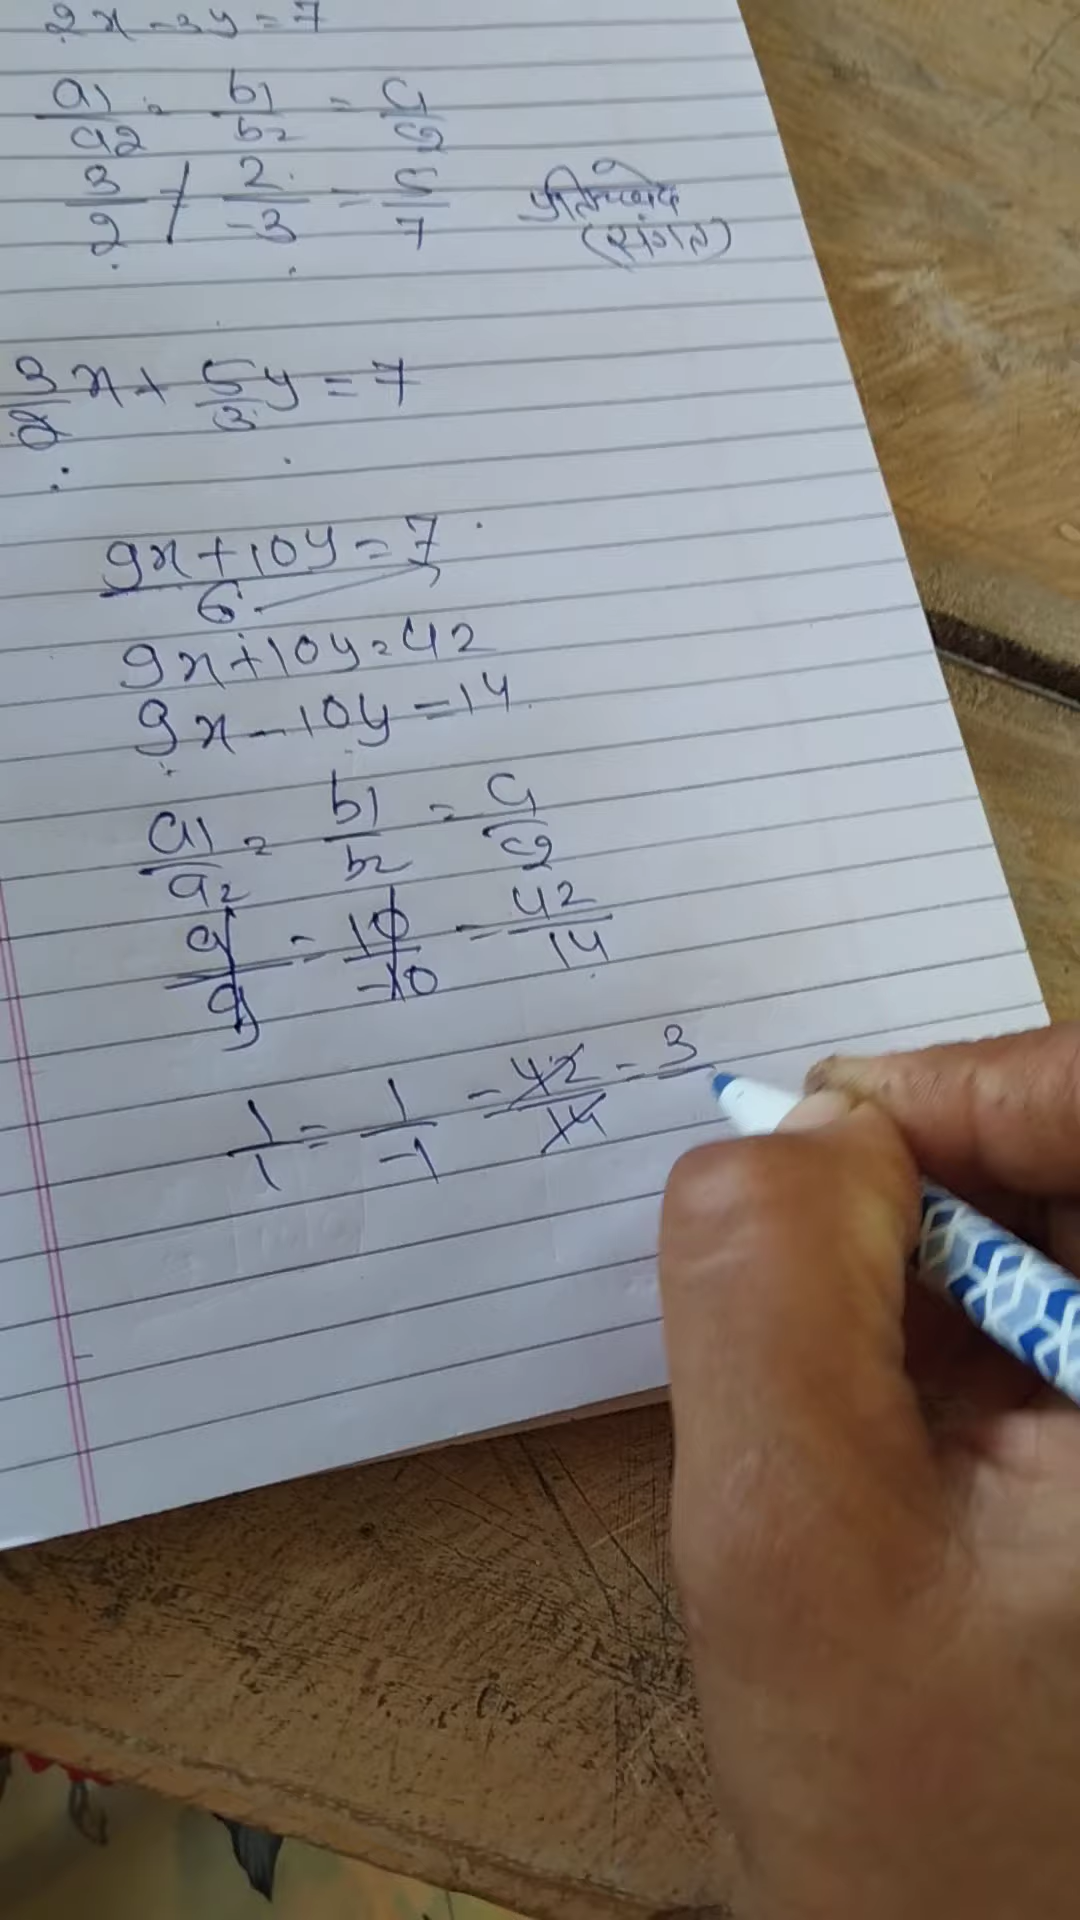 2x - 3y = 7
a1/a2 = b1/b2 = c1/c2
3/2 ≠ 2/-3 = 5/7
(संगत)
3/2 x + 5/3 y = 7
9x + 10y / 6 = 7
9x + 10y = 42
9x - 10y = 14
a1/a2 = b1/b2 = c1/c2
9/9 = 10/-10 = 42/14
1/1 = 1/-1 = 42/14 = 3